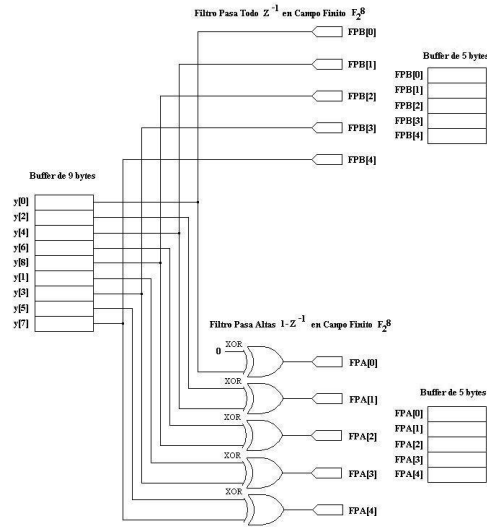 Filtro Pasa Todo Z -1 en Campo Finito F28
FPB[0]
FPB[1]
FPB[2]
FPB[3]
FPB[4]
Buffer de 5 bytes
FPB[0]
FPB[1]
FPB[2]
FPB[3]
FPB[4]
Buffer de 9 bytes
y[0]
y[2]
y[4]
y[6]
y[8]
y[1]
y[3]
y[5]
y[7]
Filtro Pasa Altas 1-Z -1 en Campo Finito F28
XOR
0
FPA[0]
XOR
FPA[1]
XOR
FPA[2]
XOR
FPA[3]
XOR
FPA[4]
Buffer de 5 bytes
FPA[0]
FPA[1]
FPA[2]
FPA[3]
FPA[4]